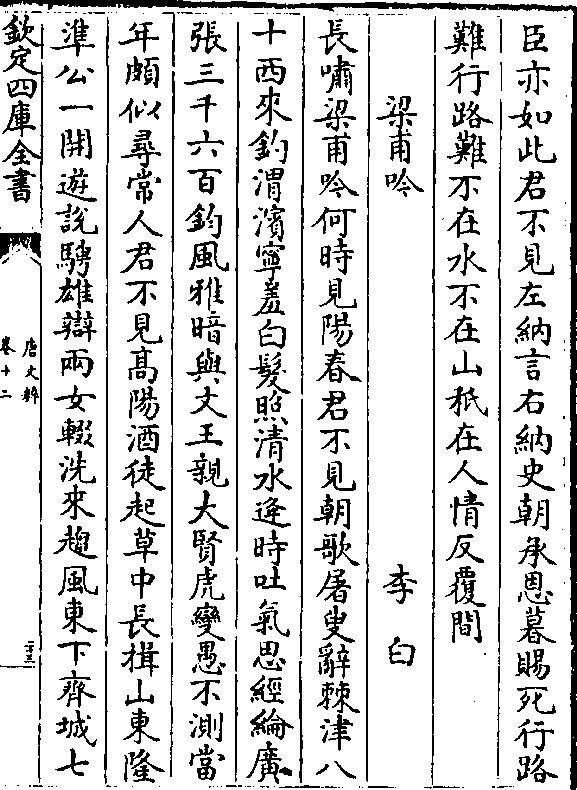 臣亦如此君不見左納言右納史朝承恩暮賜死行路
難行路難不在水不在山秖在人情反覆間
梁甫吟　李白
長嘯梁甫吟何時見陽春君不見朝歌屠叟辭棘津八
十西來釣渭濱寧羞白髮照清水逢時吐氣思經綸廣
張三千六百鈎風雅暗與文王親大賢虎變愚不測當
年頗似尋常人君不見高陽酒徒起草中長揖山東隆
準公一開遊說騁雄辯兩女輟洗來趨風東下齊城七
欽定四庫全書
唐文粹
卷十二
二十三